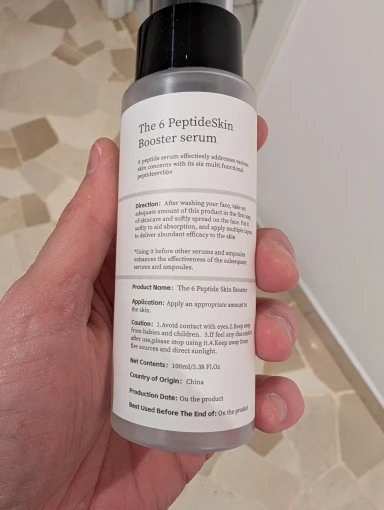 The 6 PeptideSkin
Booster serum
A peptide serum effectively addresses various
skin concerns with its six multi.functional
peptidesvvbbv
Direction: After washing your face, take an
adequate amount of this product in the first step
of skincare and softly spread on the face. Pat it
softly to aid absorption, and apply multiple layers
to deliver abundant efficacy to the skin
*Using it before other serums and ampoules
enhances the effectiveness of the subsequent
serums and ampoules.
Product Name: The 6 Peptide Skin Booster
Application: Apply an appropriate amount to
the skin.
Caution: 1.Avoid contact with eyes.2.Keep away
from babies and children. 3.If feel any discomfort
after use,please stop using it.4.Keep away from
fire sources and direct sunlight.
Net Contents: 100ml/3.38 Fl.Oz
Country of Origin: China
Production Date: On the product
Best Used Before The End of: On the product